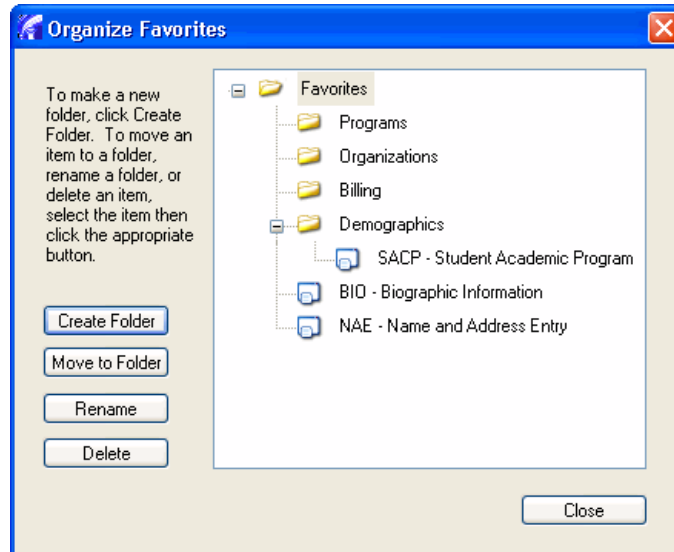 Organize Favorites
To make a new
folder, click Create
Folder. To move an
item to a folder,
rename a folder, or
delete an item,
select the item then
click the appropriate
button.
Create Folder
Move to Folder
Rename
Delete
Favorites
Programs
Organizations
Billing
Demographics
SACP - Student Academic Program
BIO - Biographic Information
NAE - Name and Address Entry
Close